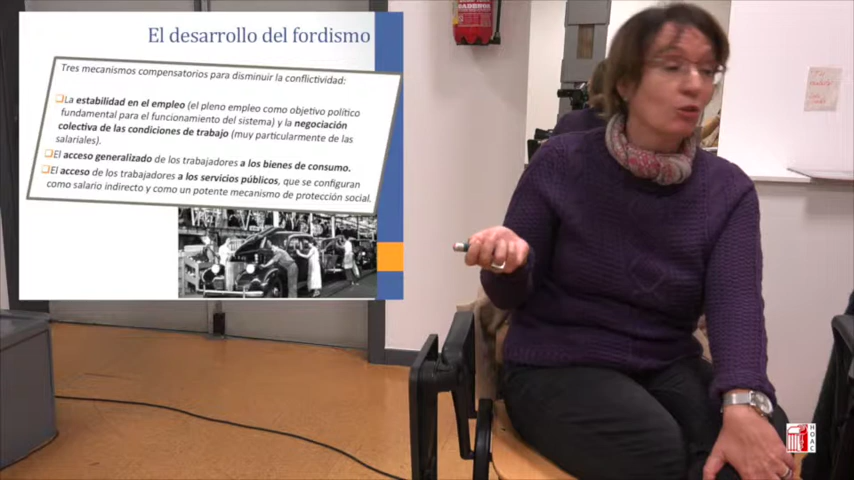 El desarrollo del fordismo
Tres mecanismos compensatorios para disminuir la conflictividad:
La estabilidad en el empleo (el pleno empleo como objetivo político
fundamental para el funcionamiento del sistema) y la negociación
colectiva de las condiciones de trabajo (muy particularmente de las
salariales).
El acceso generalizado de los trabajadores a los bienes de consumo.
El acceso de los trabajadores a los servicios públicos, que se configuran
como salario indirecto y como un potente mecanismo de protección social.
HOAC